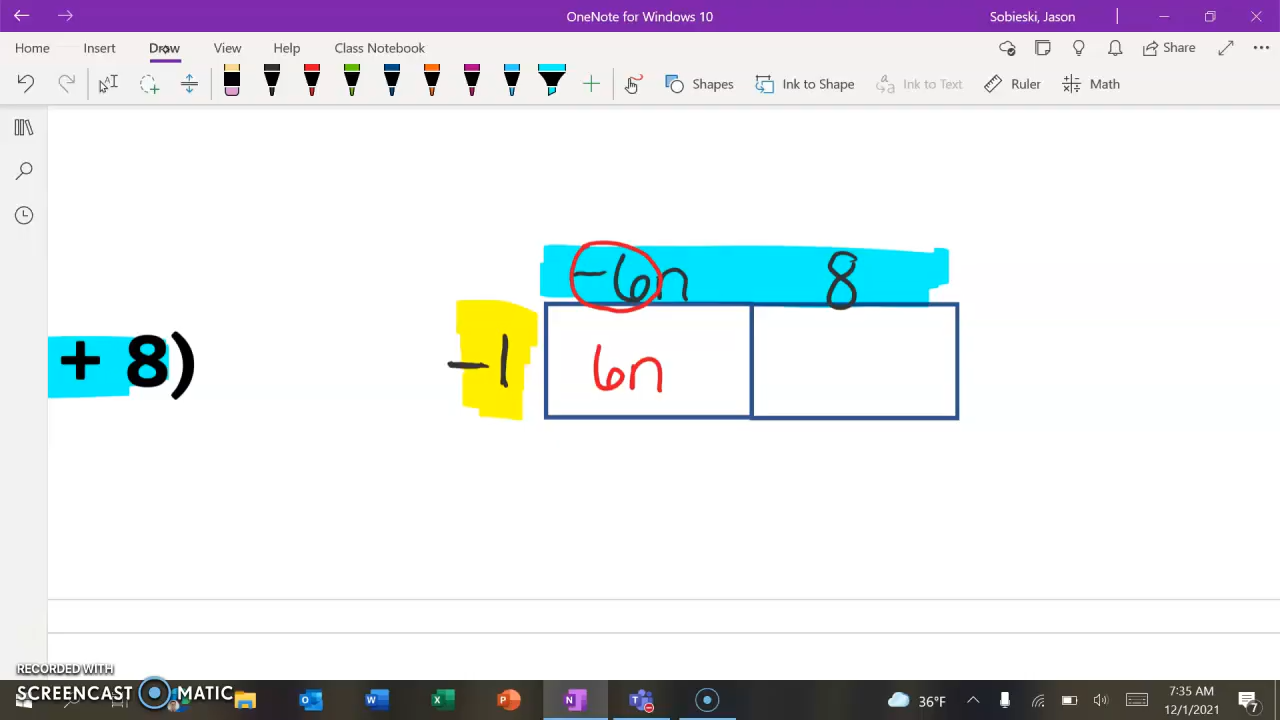 OneNote for Windows 10
Sobieski, Jason
Home Insert Draw View Help Class Notebook
Share
Shapes Ink to Shape Ink to Text Ruler Math
-6n 8
+ 8)
-1 6n
RECORDED WITH
SCREENCAST MATIC
36°F
7:35 AM
12/1/2021
7